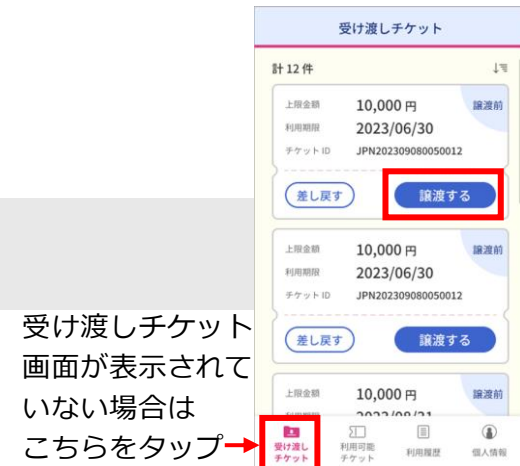 受け渡しチケット
計12件
上限金額 10,000 円 譲渡前
利用期限 2023/06/30
チケット ID JPN202309080050012
差し戻す 譲渡する
上限金額 10,000 円 譲渡前
利用期限 2023/06/30
チケット ID JPN202309080050012
差し戻す 譲渡する
上限金額 10,000 円 譲渡前
受け渡しチケット
画面が表示されて
いない場合は
こちらをタップ
受け渡し
チケット
利用可能
チケット
利用履歴
個人情報